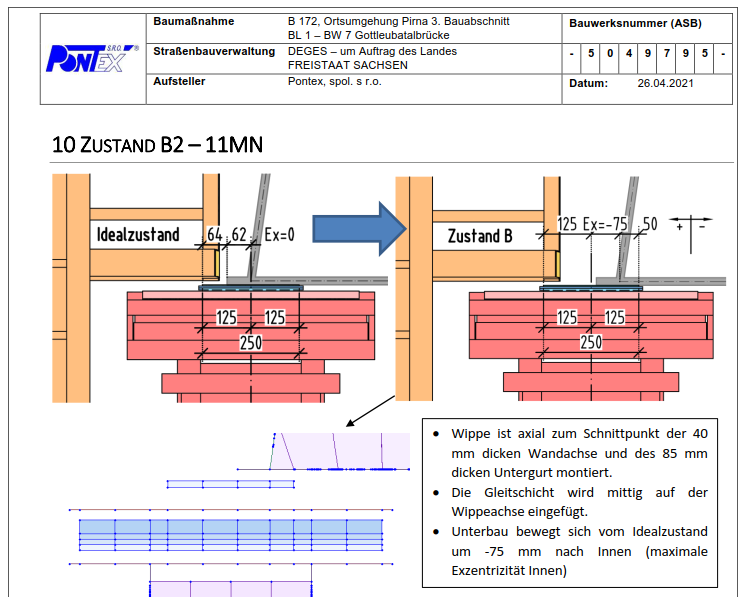 Baumaßnahme
B 172, Ortsumgehung Pirna 3. Bauabschnitt
BL 1 – BW 7 Gottleubatalbrücke
Bauwerksnummer (ASB)
PONTEX S.R.O. ®
Straßenbauverwaltung
DEGES – um Auftrag des Landes
FREISTAAT SACHSEN
- 5 0 4 9 7 9 5 -
Aufsteller
Pontex, spol. s r.o.
Datum: 26.04.2021
10 ZUSTAND B2 – 11MN
Idealzustand
64 62 Ex=0
125 125
250
Zustand B
125 Ex=-75 50
+ -
125 125
250
• Wippe ist axial zum Schnittpunkt der 40
mm dicken Wandachse und des 85 mm
dicken Untergurt montiert.
• Die Gleitschicht wird mittig auf der
Wippeachse eingefügt.
• Unterbau bewegt sich vom Idealzustand
um -75 mm nach Innen (maximale
Exzentrizität Innen)